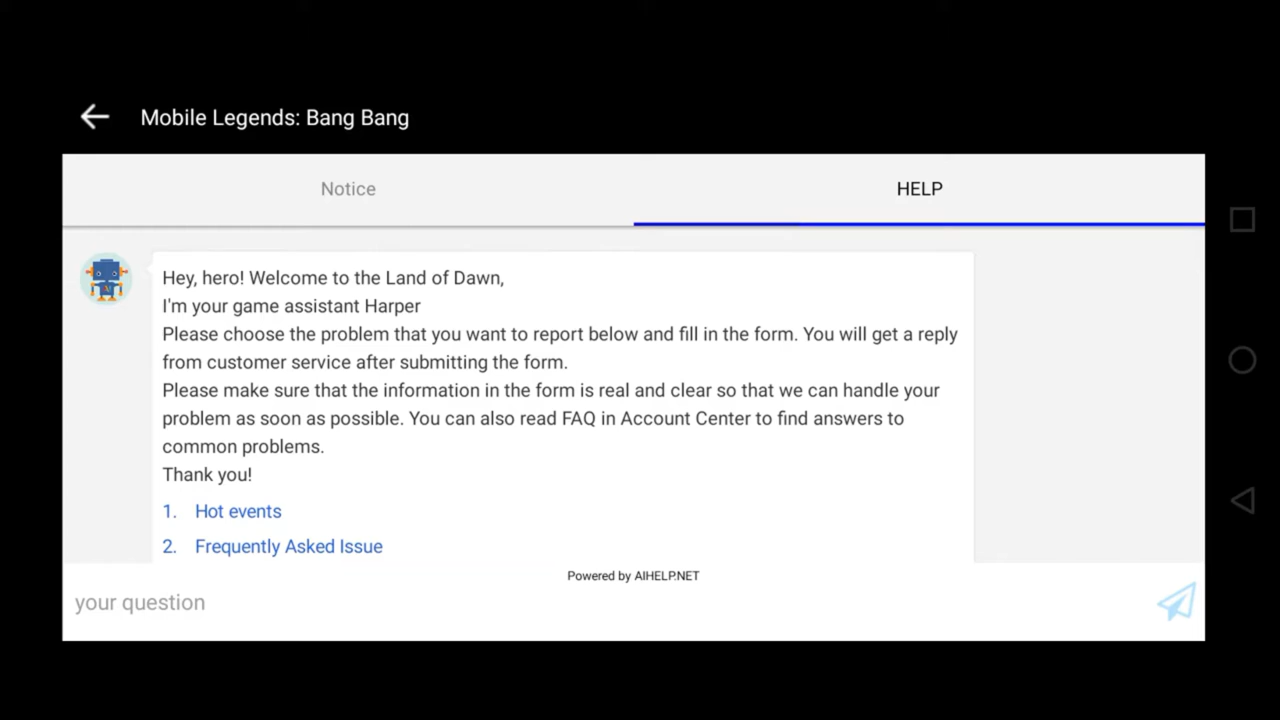 Mobile Legends: Bang Bang
Notice
HELP
Hey, hero! Welcome to the Land of Dawn,
I'm your game assistant Harper
Please choose the problem that you want to report below and fill in the form. You will get a reply
from customer service after submitting the form.
Please make sure that the information in the form is real and clear so that we can handle your
problem as soon as possible. You can also read FAQ in Account Center to find answers to
common problems.
Thank you!
1. Hot events
2. Frequently Asked Issue
Powered by AIHELP.NET
your question